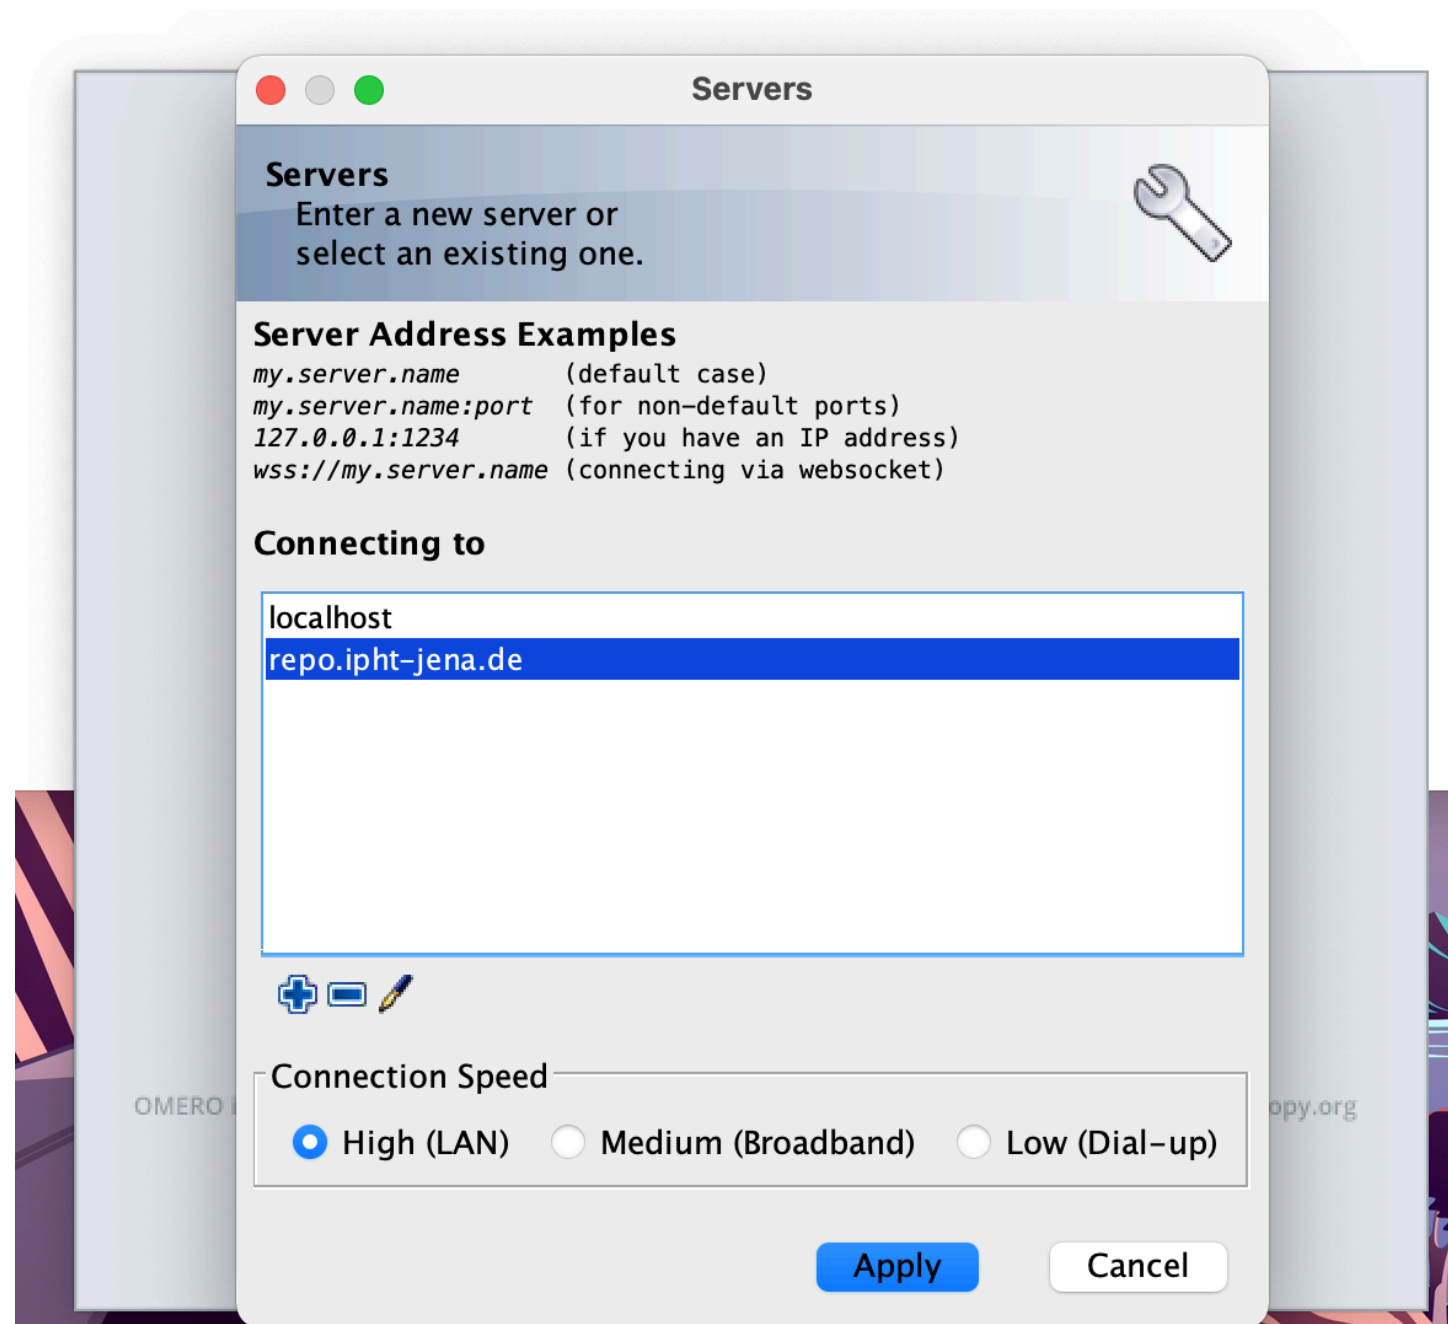 Servers
Servers
Enter a new server or
select an existing one.
Server Address Examples
my.server.name (default case)
my.server.name:port (for non-default ports)
127.0.0.1:1234 (if you have an IP address)
wss://my.server.name (connecting via websocket)
Connecting to
localhost
repo.ipht-jena.de
Connection Speed
OMERO
opy.org
High (LAN) Medium (Broadband) Low (Dial-up)
Apply Cancel